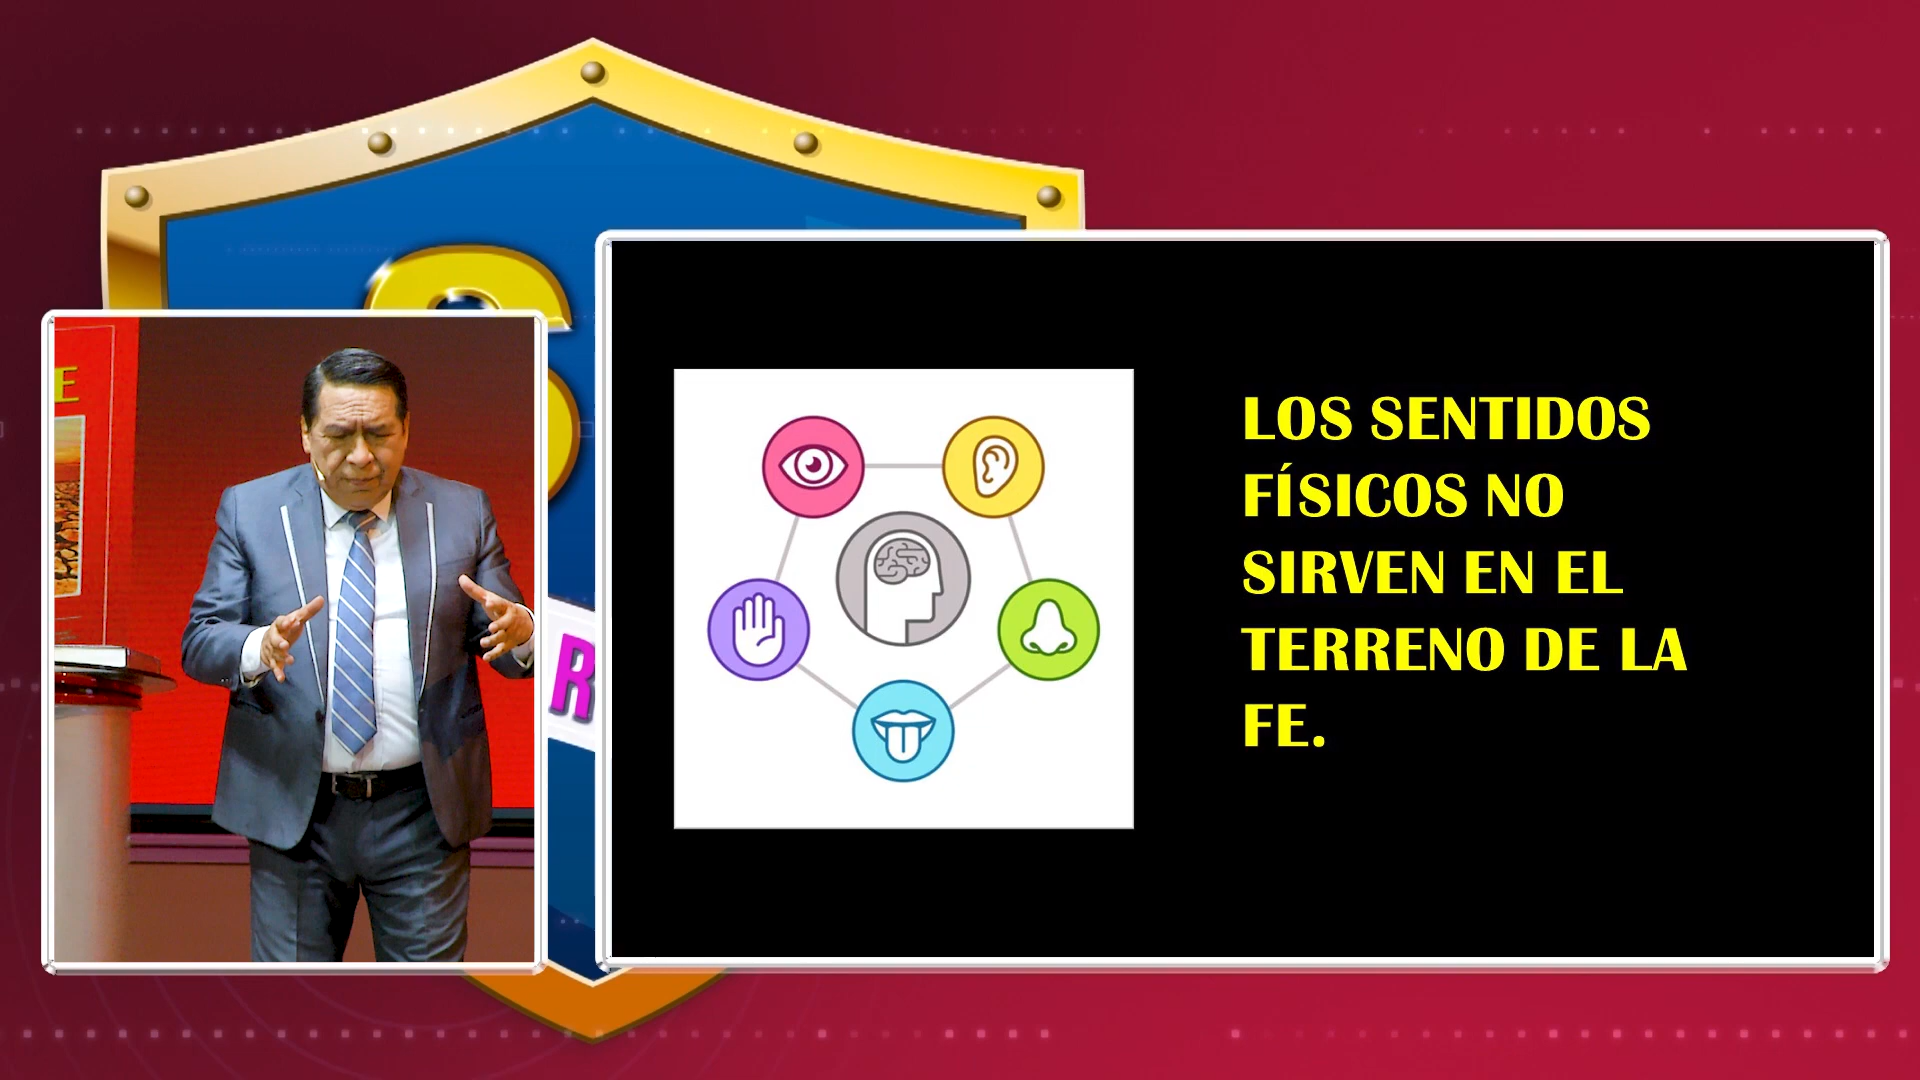 E
R
LOS SENTIDOS
FÍSICOS NO
SIRVEN EN EL
TERRENO DE LA
FE.